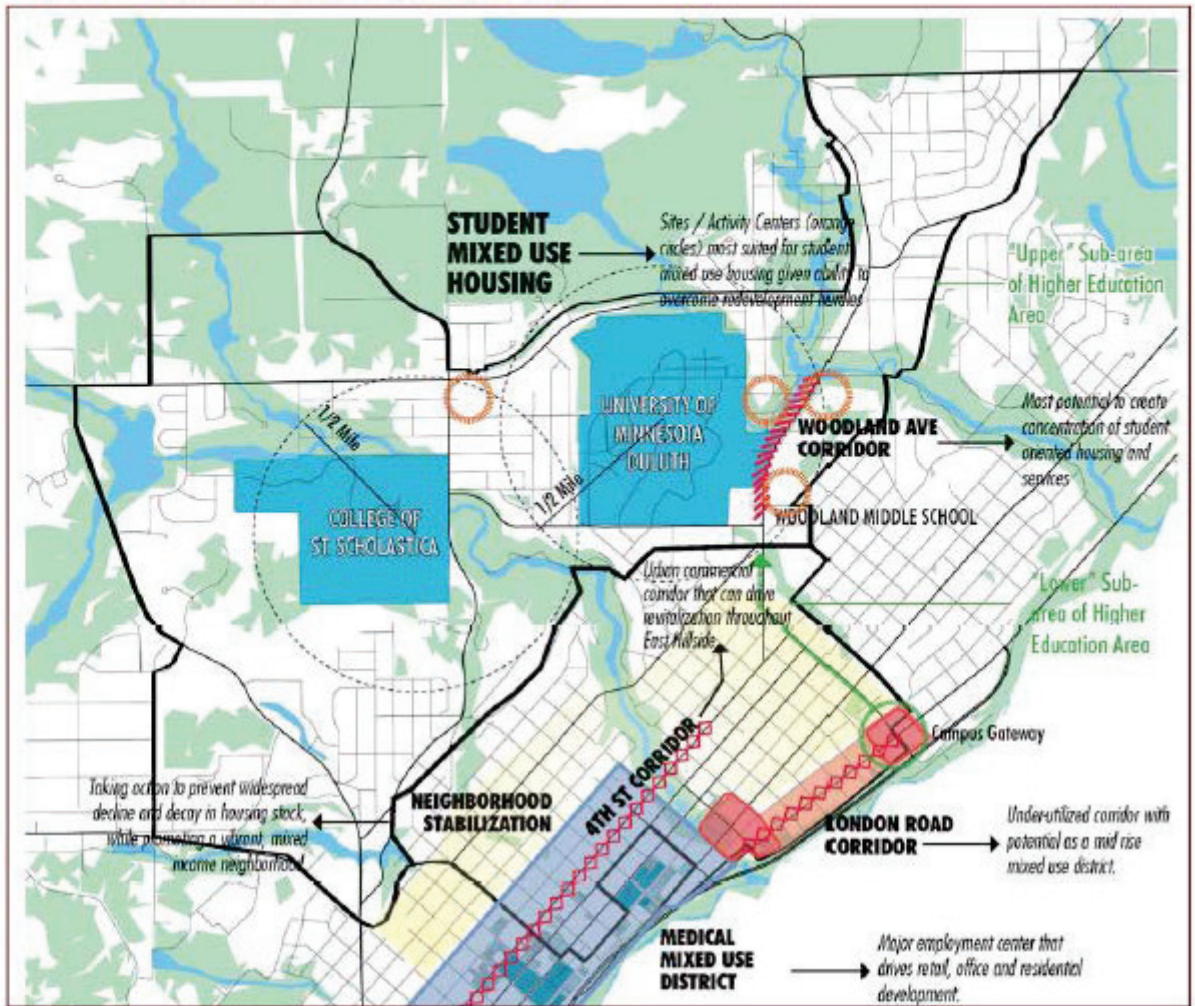 STUDENT
MIXED USE
HOUSING
Sites / Activity Centers (orange
circles) most suited for student
mixed use housing given ability to
overcome redevelopment hurdles
"Upper" Sub-area
of Higher Education
Area
1/2 Mile
UNIVERSITY OF
MINNESOTA
DULUTH
1/2 Mile
COLLEGE OF
ST SCHOLASTICA
WOODLAND AVE
CORRIDOR
Most potential to create
concentration of student
oriented housing and
services
WOODLAND MIDDLE SCHOOL
Urban commercial
corridor that can drive
revitalization throughout
East Hillside
"Lower" Sub-
area of Higher
Education Area
Campus Gateway
4TH ST CORRIDOR
Taking action to prevent widespread
decline and decay in housing stock,
while promoting a vibrant, mixed
income neighborhood.
NEIGHBORHOOD
STABILIZATION
LONDON ROAD
CORRIDOR
Under-utilized corridor with
potential as a mid rise
mixed use district.
MEDICAL
MIXED USE
DISTRICT
Major employment center that
drives retail, office and residential
development.